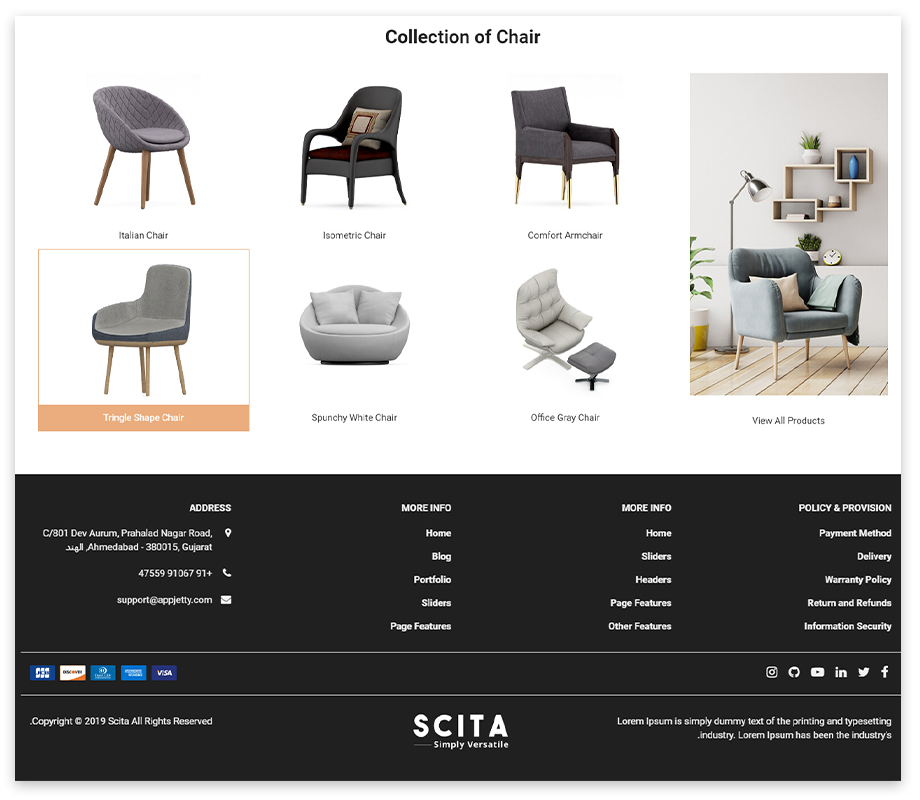 Collection of Chair
Italian Chair
Isometric Chair
Comfort Armchair
Tringle Shape Chair
Spunchy White Chair
Office Gray Chair
View All Products
POLICY & PROVISION
Payment Method
Delivery
Warranty Policy
Return and Refunds
Information Security
MORE INFO
Home
Sliders
Headers
Page Features
Other Features
MORE INFO
Home
Blog
Portfolio
Sliders
Page Features
ADDRESS
C/801 Dev Aurum, Prahalad Nagar Road,
Ahmedabad - 380015, Gujarat, الهند
+91 91067 47559
support@appjetty.com
DISCOVER
VISA
Lorem Ipsum is simply dummy text of the printing and typesetting
industry. Lorem Ipsum has been the industry's.
SCITA
Simply Versatile
Copyright © 2019 Scita All Rights Reserved.